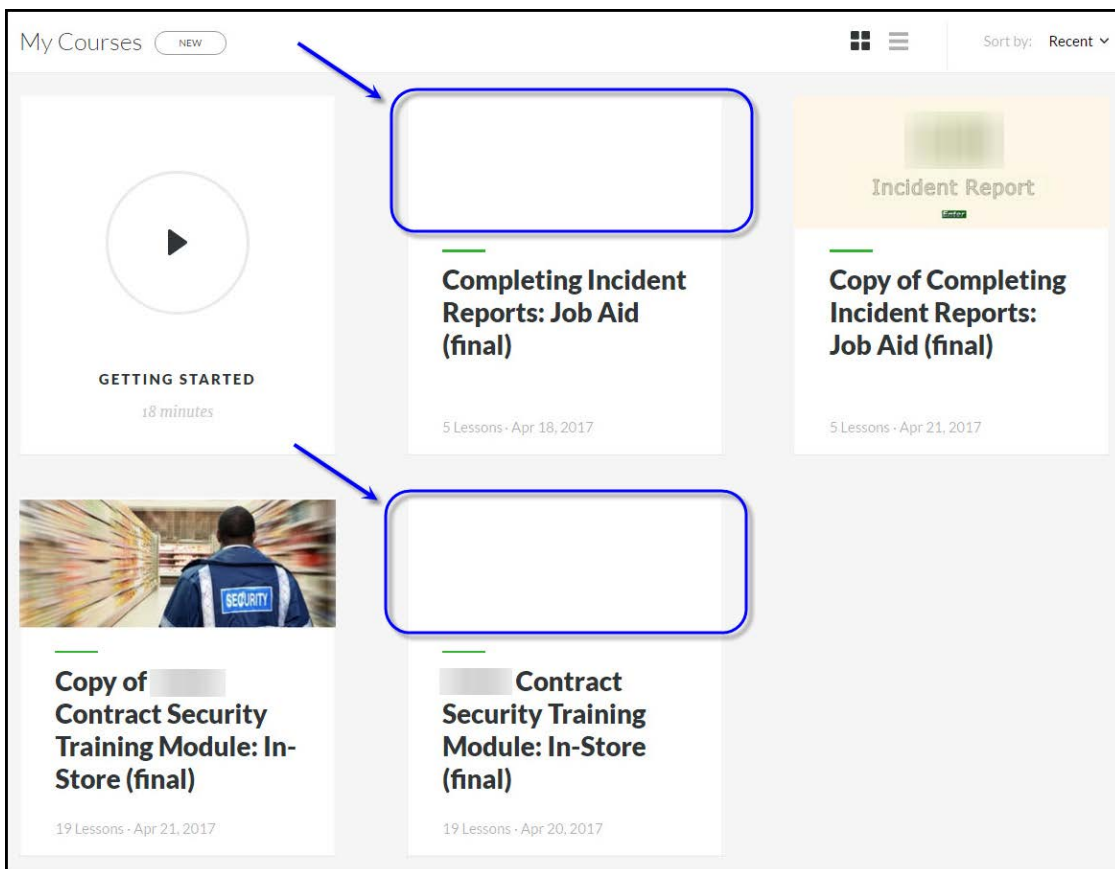 My Courses NEW
Sort by: Recent
GETTING STARTED
18 minutes
Completing Incident
Reports: Job Aid
(final)
5 Lessons · Apr 18, 2017
Incident Report
Enter
Copy of Completing
Incident Reports:
Job Aid (final)
5 Lessons · Apr 21, 2017
SECURITY
Copy of
Contract Security
Training Module: In-
Store (final)
19 Lessons · Apr 21, 2017
Contract
Security Training
Module: In-Store
(final)
19 Lessons · Apr 20, 2017